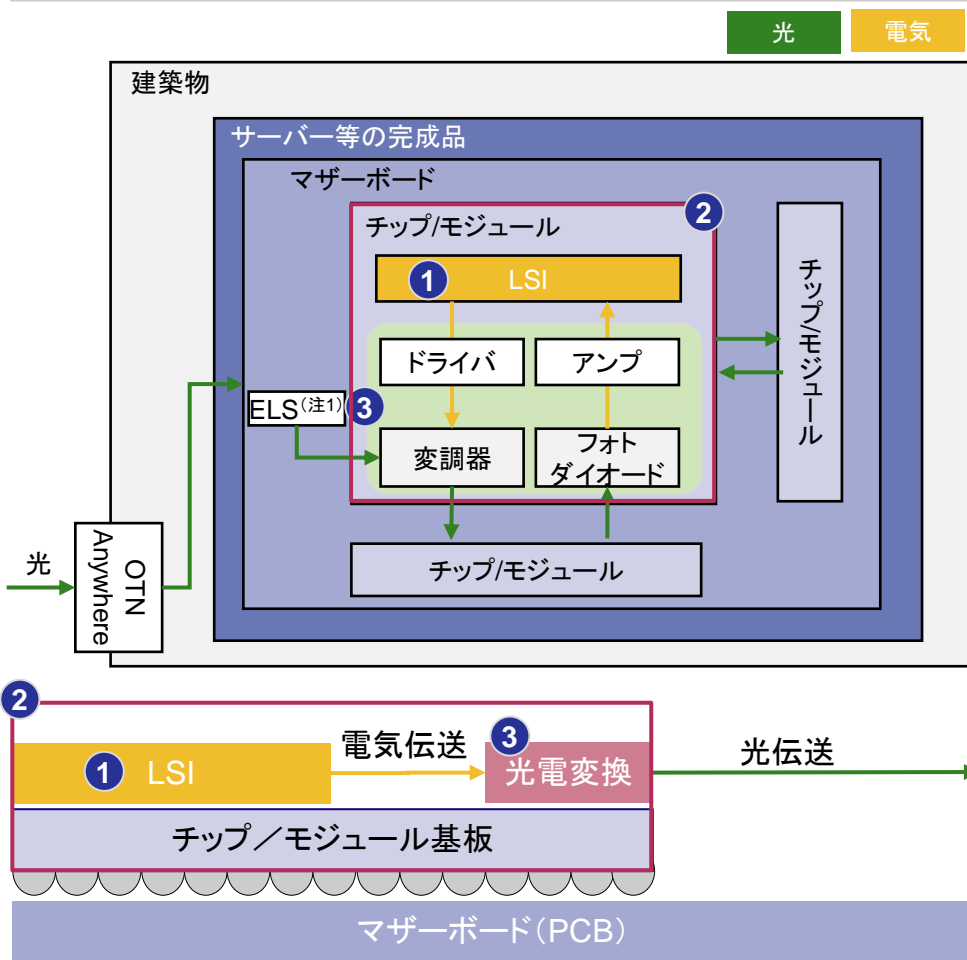 光
電気
建築物
サーバー等の完成品
マザーボード
チップ/モジュール
2
1
LSI
ドライバ
アンプ
ELS(注1)
3
変調器
フォト
ダイオード
チップ/モジュール
チップ/モジュール
光
OTN
Anywhere
2
1
LSI
電気伝送
3
光電変換
光伝送
チップ／モジュール基板
マザーボード（PCB）